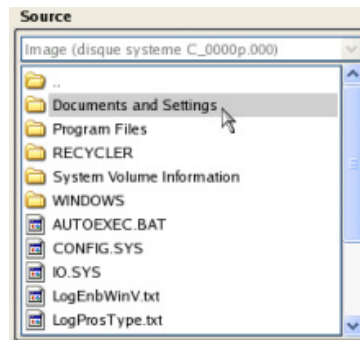 Source
Image (disque systeme C_0000p.000)
..
Documents and Settings
Program Files
RECYCLER
System Volume Information
WINDOWS
AUTOEXEC.BAT
CONFIG.SYS
IO.SYS
LogEnbWinV.txt
LogProsType.txt